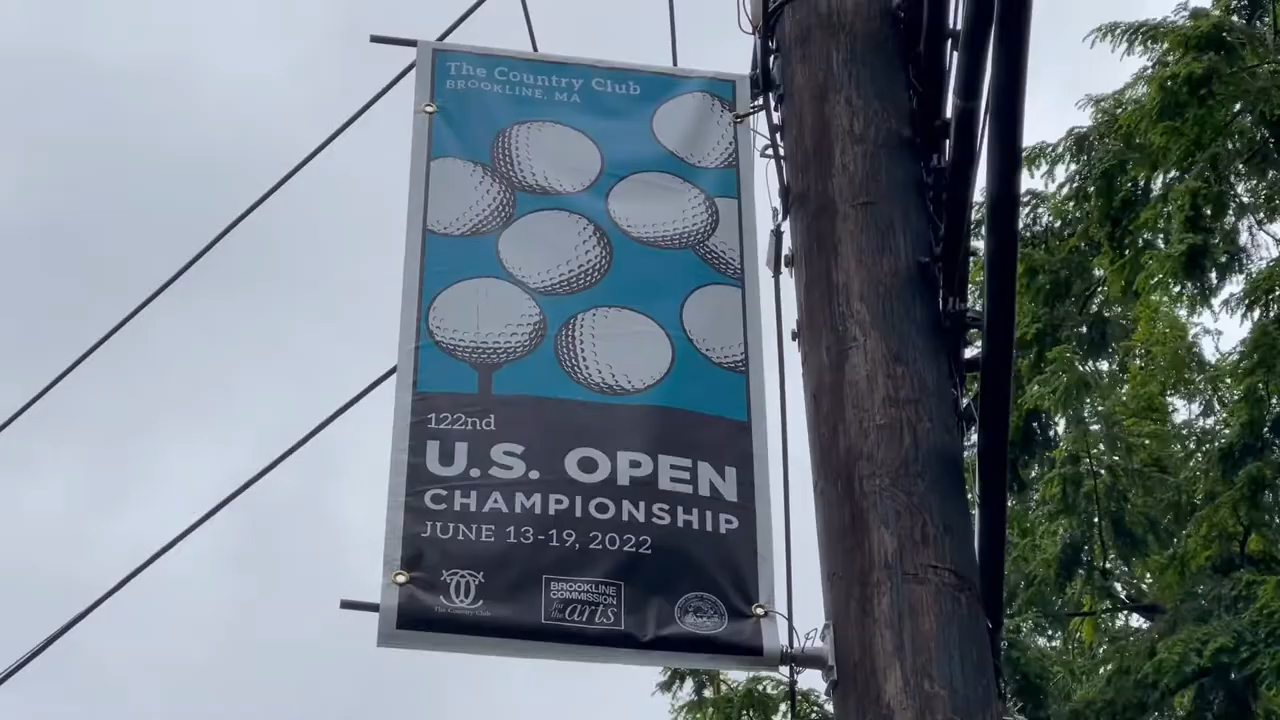 The Country Club
BROOKLINE, MA
122nd
U.S. OPEN
CHAMPIONSHIP
JUNE 13-19, 2022
The Country Club
BROOKLINE
COMMISSION
for the arts